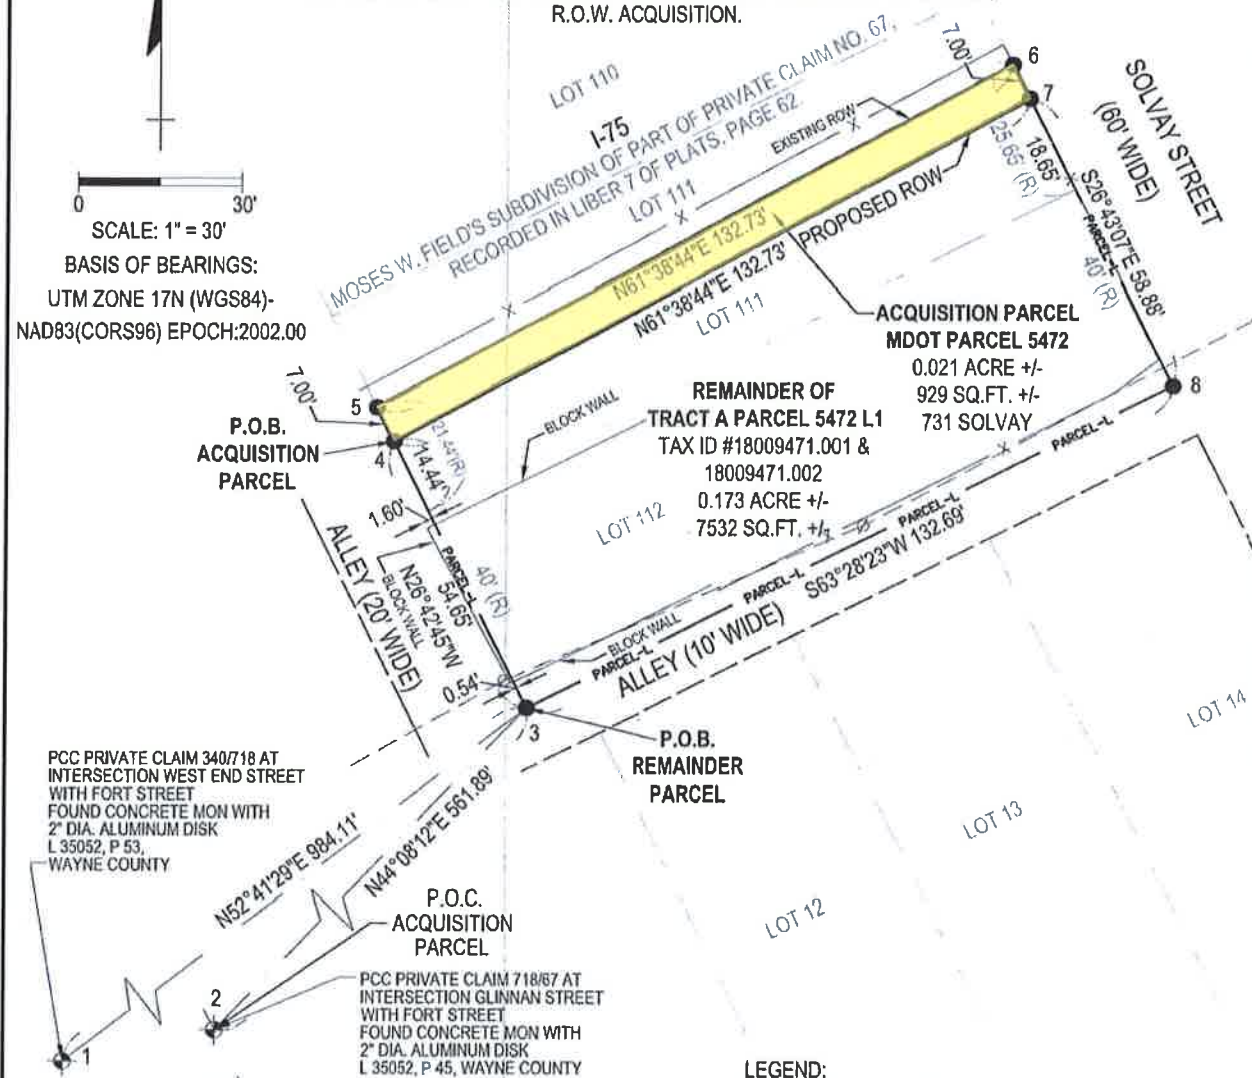 R.O.W. ACQUISITION.
0 30'
SCALE: 1" = 30'
BASIS OF BEARINGS:
UTM ZONE 17N (WGS84)-
NAD83(CORS96) EPOCH:2002.00
LOT 110
I-75
MOSES W. FIELD'S SUBDIVISION OF PART OF PRIVATE CLAIM NO. 67,
RECORDED IN LIBER 7 OF PLATS, PAGE 62.
LOT 111
EXISTING ROW
X
X
X
7.00'
6
7
SOLVAY STREET
(60' WIDE)
25.65' (R)
18.65'
S26°43'07"E 58.88'
PARCEL-L
40' (R)
N61°38'44"E 132.73'
N61°38'44"E 132.73'
PROPOSED ROW
LOT 111
ACQUISITION PARCEL
MDOT PARCEL 5472
0.021 ACRE +/-
929 SQ.FT. +/-
731 SOLVAY
7.00'
5
4
P.O.B.
ACQUISITION
PARCEL
21.44'(R)
14.44'
1.60'
BLOCK WALL
REMAINDER OF
TRACT A PARCEL 5472 L1
TAX ID #18009471.001 &
18009471.002
0.173 ACRE +/-
7532 SQ.FT. +/-
LOT 112
8
PARCEL-L
X
PARCEL-L
PARCEL-L
S63°28'23"W 132.69'
BLOCK WALL
PARCEL-L
ALLEY (10' WIDE)
ALLEY (20' WIDE)
BLOCK WALL
N26°42'45"W
54.65'
PARCEL-L
40' (R)
0.54'
3
P.O.B.
REMAINDER
PARCEL
LOT 14
LOT 13
LOT 12
PCC PRIVATE CLAIM 340/718 AT
INTERSECTION WEST END STREET
WITH FORT STREET
FOUND CONCRETE MON WITH
2" DIA. ALUMINUM DISK
L 35052, P 53,
WAYNE COUNTY
N52°41'29"E 984.11'
N44°08'12"E 561.89'
P.O.C.
ACQUISITION
PARCEL
2
1
PCC PRIVATE CLAIM 718/67 AT
INTERSECTION GLINNAN STREET
WITH FORT STREET
FOUND CONCRETE MON WITH
2" DIA. ALUMINUM DISK
L 35052, P 45, WAYNE COUNTY
LEGEND: